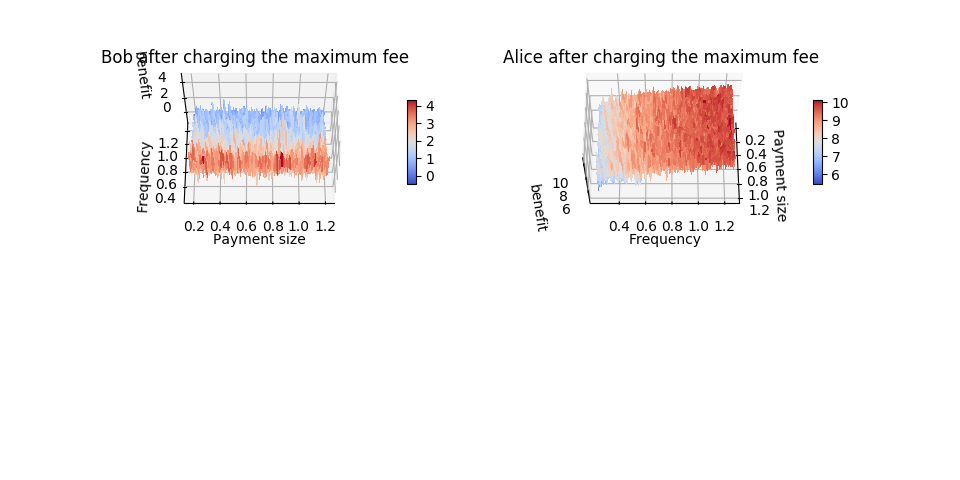 Bob after charging the maximum fee
benefit
4
2
0
Frequency
1.2
1.0
0.8
0.6
0.4
0.2 0.4 0.6 0.8 1.0 1.2
Payment size
4
3
2
1
0
Alice after charging the maximum fee
benefit
10
8
6
0.4 0.6 0.8 1.0 1.2
Frequency
0.2
0.4
0.6
0.8
1.0
1.2
Payment size
10
9
8
7
6